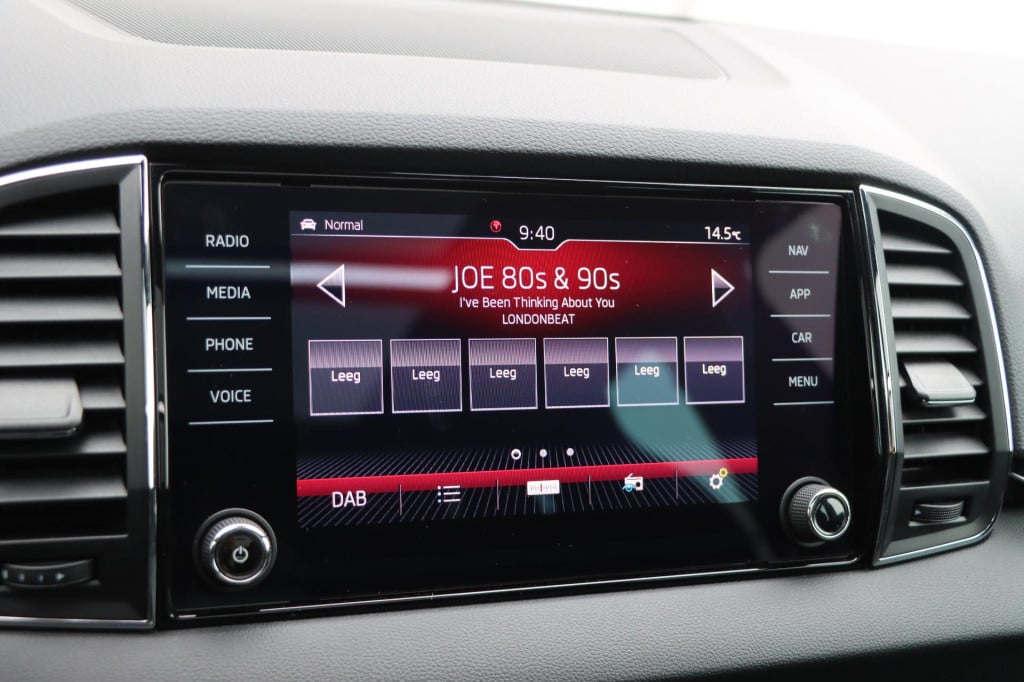 RADIO
MEDIA
PHONE
VOICE
Normal
9:40
14.5°C
JOE 80s & 90s
I've Been Thinking About You
LONDONBEAT
Leeg Leeg Leeg Leeg Leeg Leeg
DAB
NAV
APP
CAR
MENU